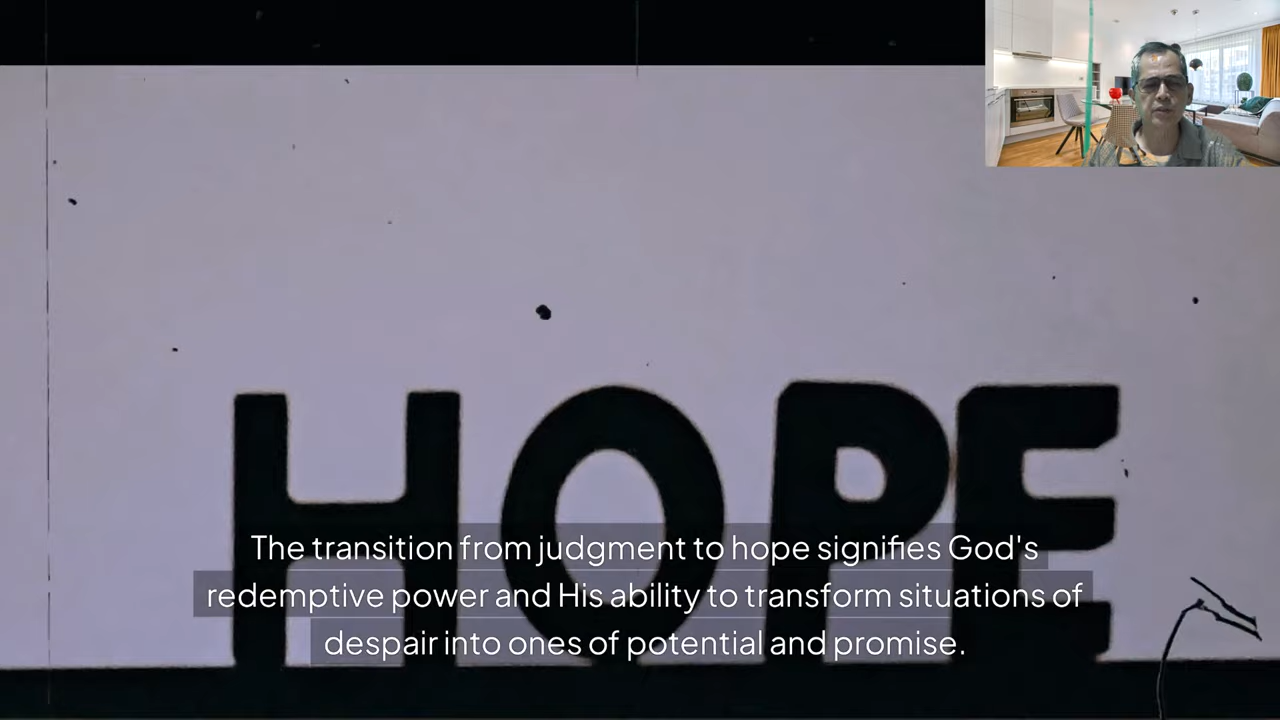 HOPE
The transition from judgment to hope signifies God's
redemptive power and His ability to transform situations of
despair into ones of potential and promise.